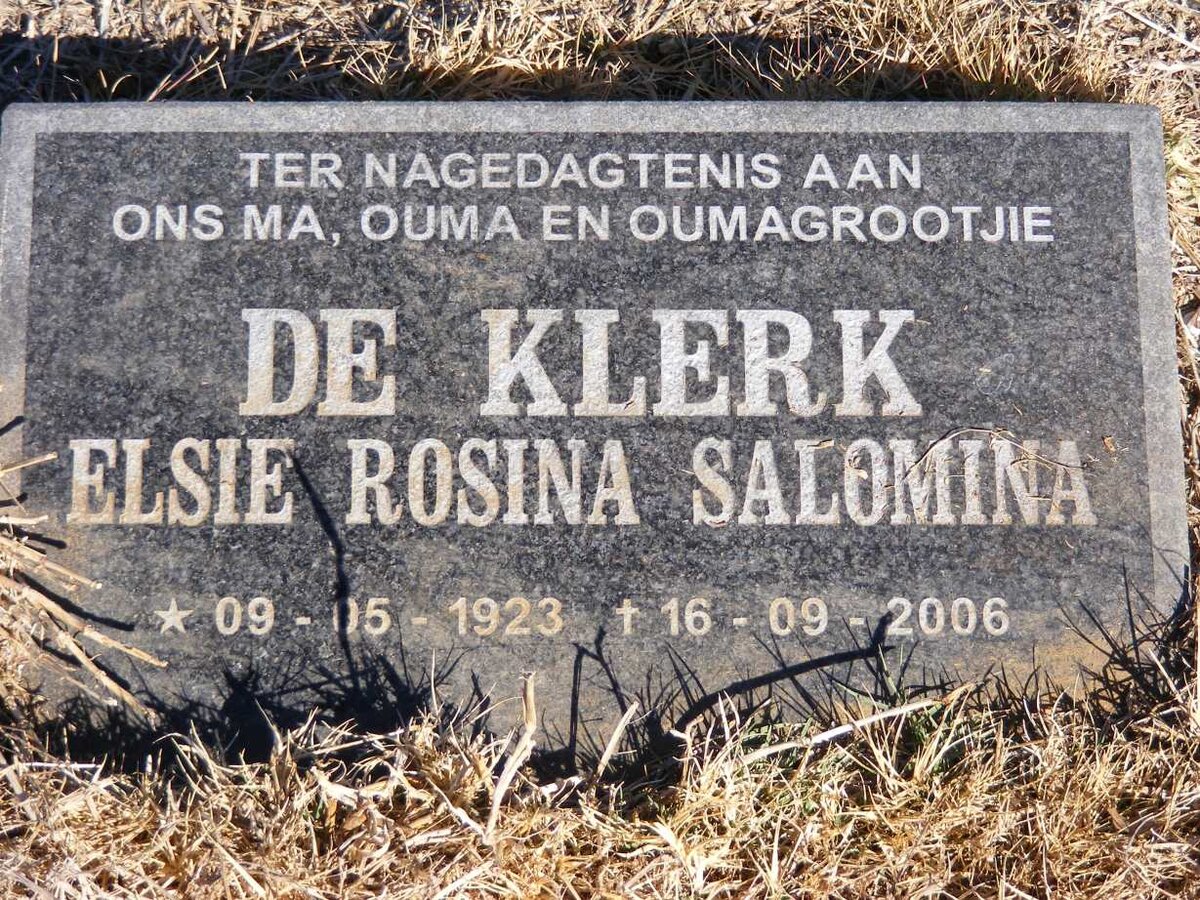 TER NAGEDAGTENIS AAN
ONS MA, OUMA EN OUMAGROOTJIE
DE KLERK
ELSIE ROSINA SALOMINA
★ 09 - 05 - 1923 ✝ 16 - 09 - 2006